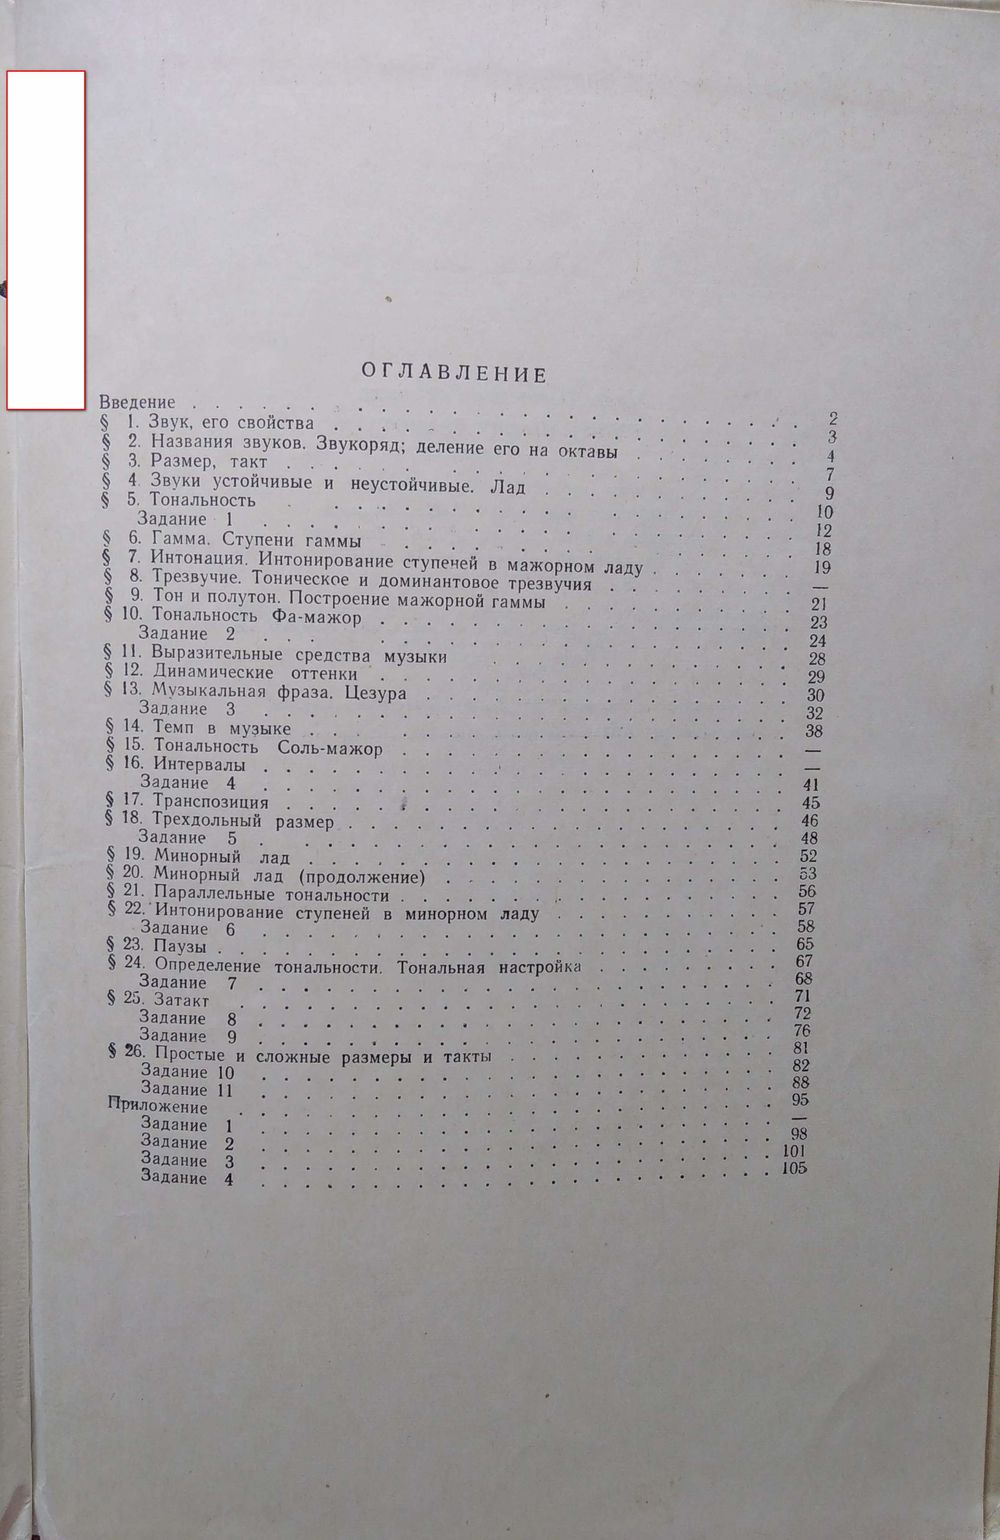 ОГЛАВЛЕНИЕ
Введение . . . . . . 2
§ 1. Звук, его свойства . . . . . . 3
§ 2. Названия звуков. Звукоряд; деление его на октавы . . . . . . 4
§ 3. Размер, такт . . . . . . 7
§ 4. Звуки устойчивые и неустойчивые. Лад . . . . . . 9
§ 5. Тональность . . . . . . 10
Задание 1 . . . . . . 12
§ 6. Гамма. Ступени гаммы . . . . . . 18
§ 7. Интонация. Интонирование ступеней в мажорном ладу . . . . . . 19
§ 8. Трезвучие. Тоническое и доминантовое трезвучия . . . . . . —
§ 9. Тон и полутон. Построение мажорной гаммы . . . . . . 21
§ 10. Тональность Фа-мажор . . . . . . 23
Задание 2 . . . . . . 24
§ 11. Выразительные средства музыки . . . . . . 28
§ 12. Динамические оттенки . . . . . . 29
§ 13. Музыкальная фраза. Цезура . . . . . . 30
Задание 3 . . . . . . 32
§ 14. Темп в музыке . . . . . . 38
§ 15. Тональность Соль-мажор . . . . . . —
§ 16. Интервалы . . . . . . —
Задание 4 . . . . . . 41
§ 17. Транспозиция . . . . . . 45
§ 18. Трехдольный размер . . . . . . 46
Задание 5 . . . . . . 48
§ 19. Минорный лад . . . . . . 52
§ 20. Минорный лад (продолжение) . . . . . . 53
§ 21. Параллельные тональности . . . . . . 56
§ 22. Интонирование ступеней в минорном ладу . . . . . . 57
Задание 6 . . . . . . 58
§ 23. Паузы . . . . . . 65
§ 24. Определение тональности. Тональная настройка . . . . . . 67
Задание 7 . . . . . . 68
§ 25. Затакт . . . . . . 71
Задание 8 . . . . . . 72
Задание 9 . . . . . . 76
§ 26. Простые и сложные размеры и такты . . . . . . 81
Задание 10 . . . . . . 82
Задание 11 . . . . . . 88
Приложение . . . . . . 95
Задание 1 . . . . . . —
Задание 2 . . . . . . 98
Задание 3 . . . . . . 101
Задание 4 . . . . . . 105